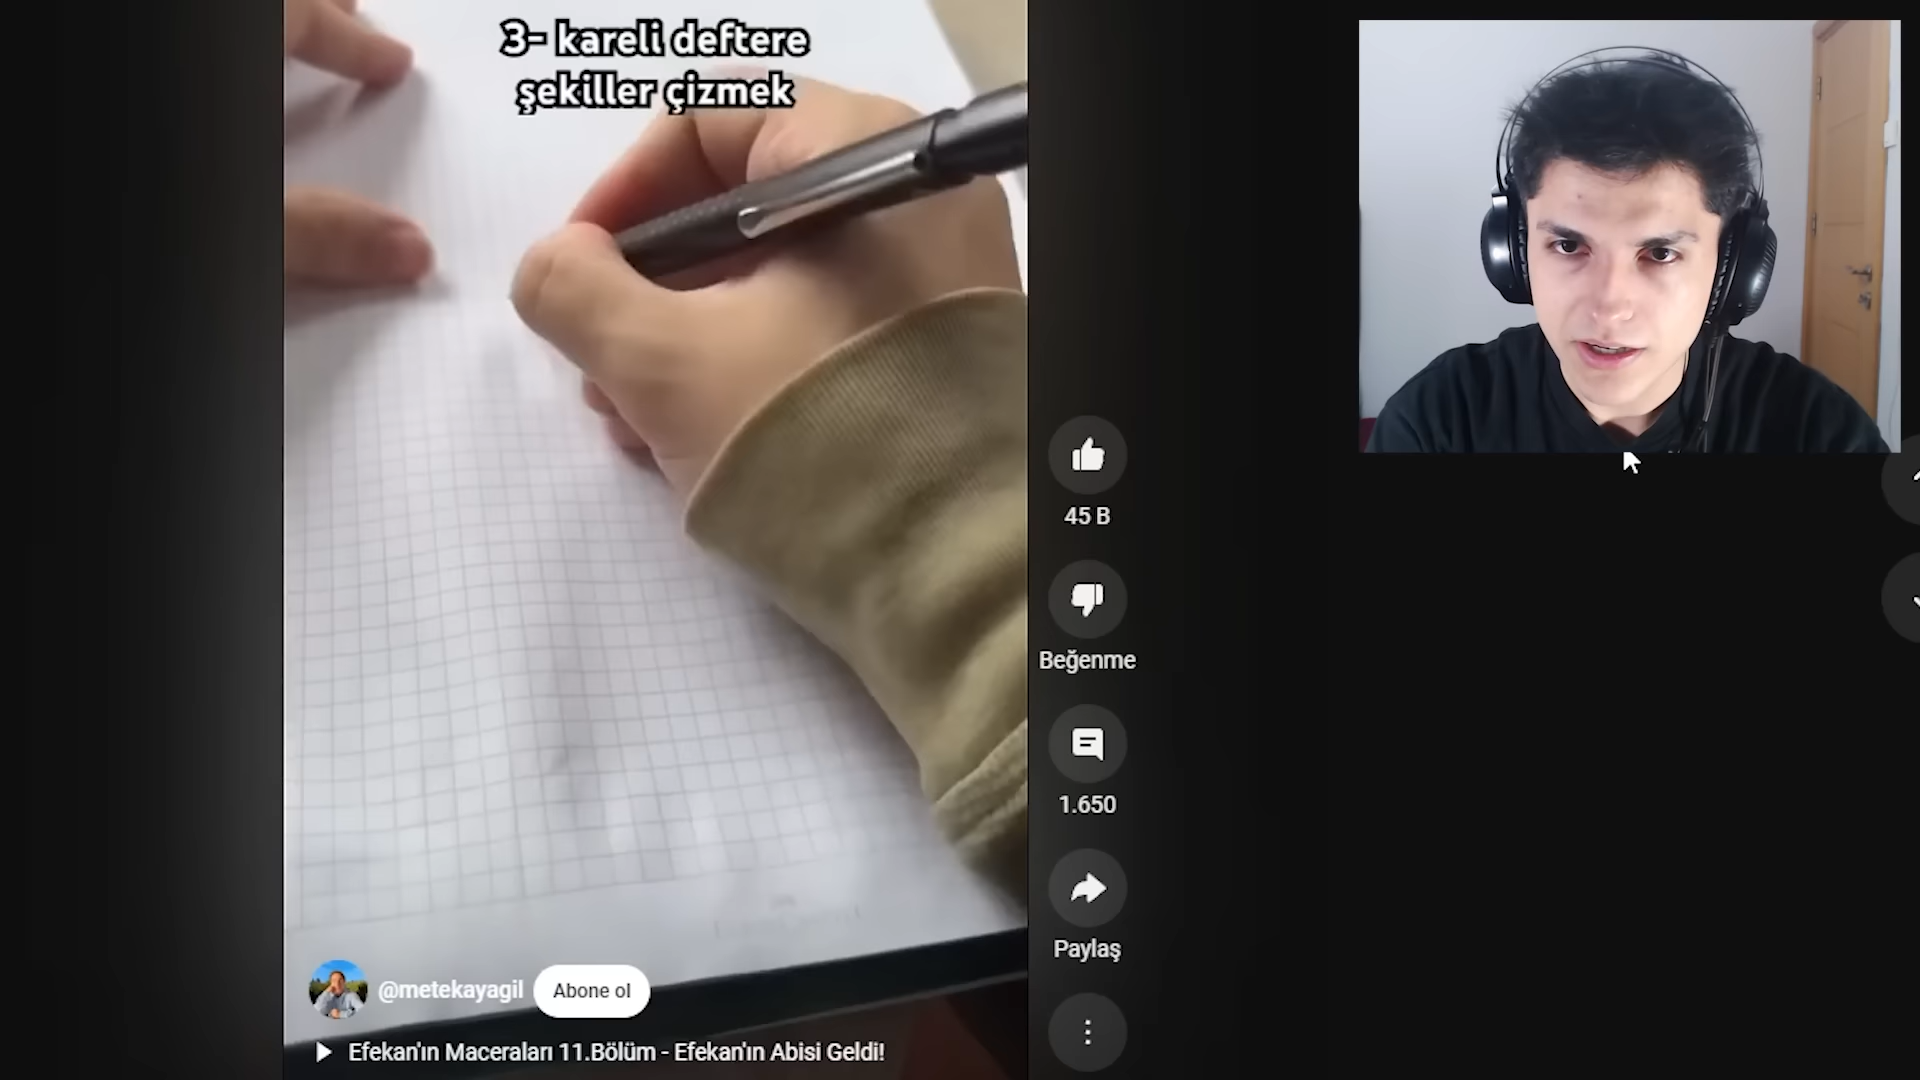 3- kareli deftere
şekiller çizmek
45 B
Beğenme
1.650
Paylaş
@metekayagil
Abone ol
Efekan'ın Maceraları 11.Bölüm - Efekan'ın Abisi Geldi!